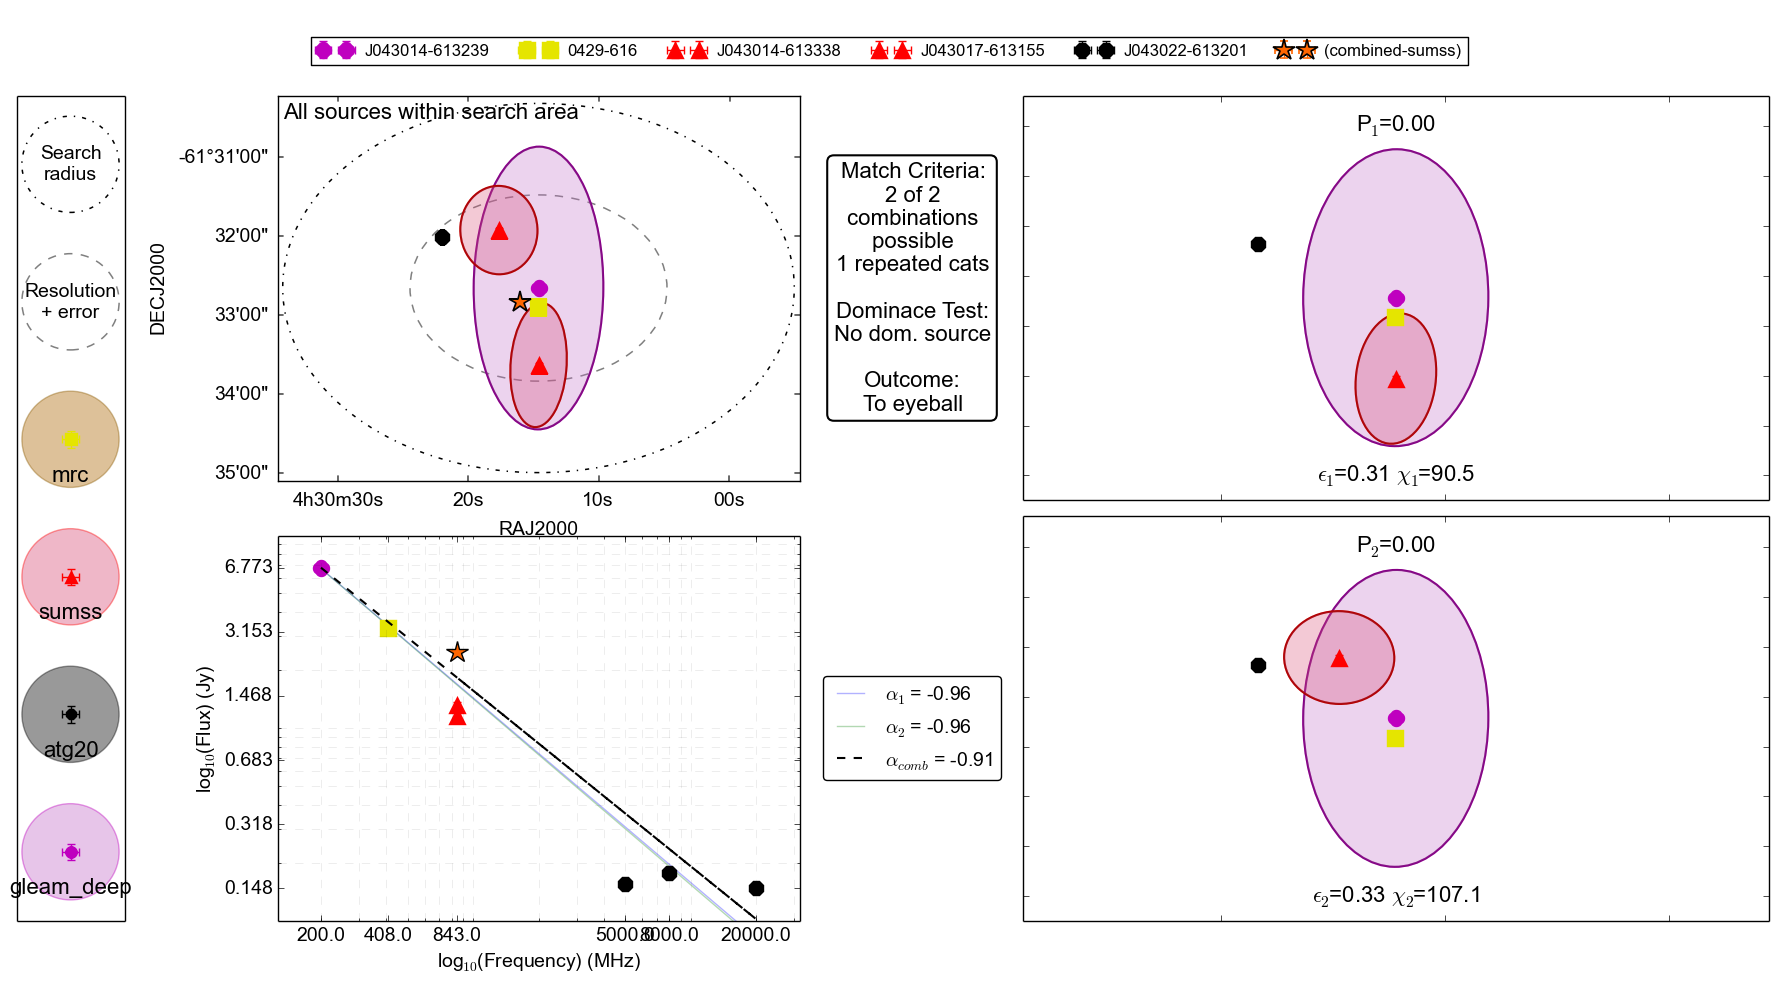 J043014-613239 0429-616 J043014-613338 J043017-613155 J043022-613201 (combined-sumss)
Search
radius
Resolution
+ error
mrc
sumss
atg20
gleam_deep
All sources within search area
DECJ2000
-61°31'00"
32'00"
33'00"
34'00"
35'00"
4h30m30s 20s 10s 00s
RAJ2000
Match Criteria:
2 of 2
combinations
possible
1 repeated cats
Dominace Test:
No dom. source
Outcome:
To eyeball
P1=0.00
ϵ1=0.31 χ1=90.5
log10(Flux) (Jy)
6.773
3.153
1.468
0.683
0.318
0.148
200.0 408.0 843.0 5000.0 8000.0 20000.0
log10(Frequency) (MHz)
α1 = -0.96
α2 = -0.96
αcomb = -0.91
P2=0.00
ϵ2=0.33 χ2=107.1